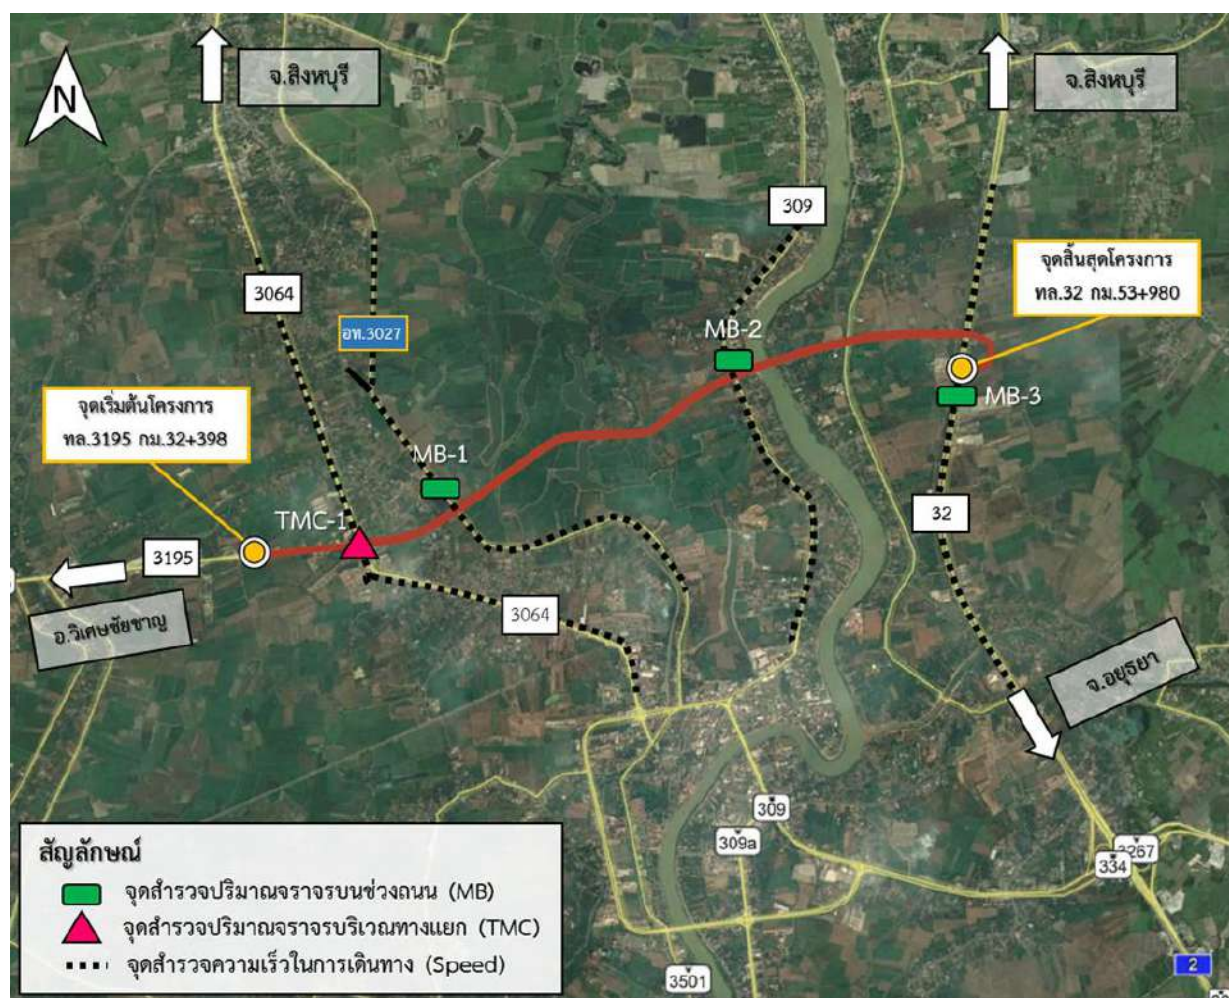 จ.สิงหบุรี
จ.สิงหบุรี
N
309
จุดสิ้นสุดโครงการ
ทล.32 กม.53+980
3064
อท.3027
MB-2
MB-3
จุดเริ่มต้นโครงการ
ทล.3195 กม.32+398
MB-1
TMC-1
32
3195
อ.วิเศษชัยชาญ
3064
จ.อยุธยา
309
309a
3267
334
สัญลักษณ์
จุดสำรวจปริมาณจราจรบนช่วงถนน (MB)
จุดสำรวจปริมาณจราจรบริเวณทางแยก (TMC)
จุดสำรวจความเร็วในการเดินทาง (Speed)
3501
2